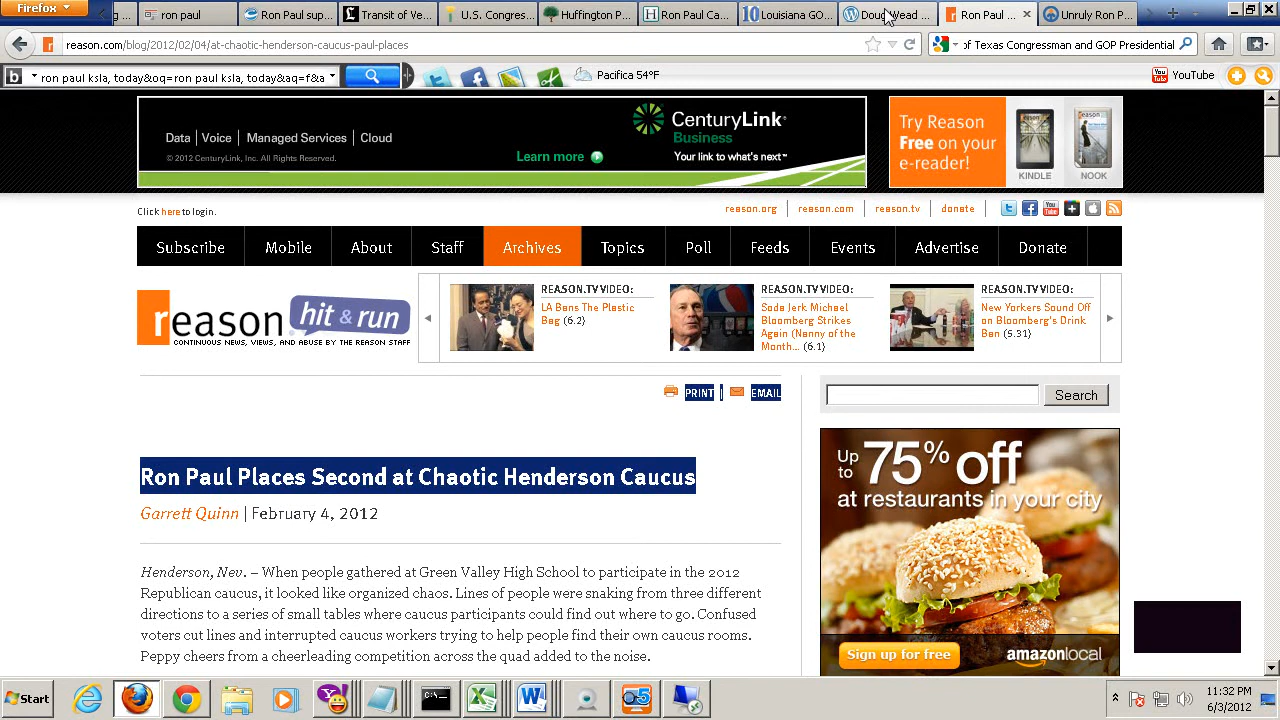 Firefox
ron paul
Ron Paul sup...
Transit of Ve...
Ingres...
Huffington P...
Ron Paul Ca...
Louisiana GO...
Ron Paul ...
Unruly Ron P...
reason.com/blog/2012/02/04/at-chaotic-henderson-caucus-paul-places
of Texas Congressman and GOP Presidential
ron paul ksla, today&oq= ron paul ksla, today&aq=f&a
Pacifica 54°F
YouTube
Data | Voice | Managed Services | Cloud
© 2012 CenturyLink, Inc. All Rights Reserved.
Learn more
CenturyLink®
Business
Your link to what's next™
Try Reason
Free on your
e-reader!
KINDLE
NOOK
Click here to login.
reason.org | reason.com | reason.tv | donate
Subscribe
Mobile
About
Staff
Archives
Topics
Poll
Feeds
Events
Advertise
Donate
reason hit & run
CONTINUOUS NEWS, VIEWS, AND ABUSE BY THE REASON STAFF
REASON.TV VIDEO:
LA Bans The Plastic
Bag (6.2)
REASON.TV VIDEO:
Soda Jerk Michael
Bloomberg Strikes
Again (Nanny of the
Month... (6.1)
REASON.TV VIDEO:
New Yorkers Sound Off
on Bloomberg's Drink
Ban (5.31)
PRINT | EMAIL
Search
Ron Paul Places Second at Chaotic Henderson Caucus
Garrett Quinn | February 4, 2012
Henderson, Nev. – When people gathered at Green Valley High School to participate in the 2012
Republican caucus, it looked like organized chaos. Lines of people were snaking from three different
directions to a set of small tables where caucus participants could find out where to go. Confused
voters cut lines and interrupted caucus workers trying to help people find their own caucus rooms.
Peppy cheers from a cheerleading competition across the quad added to the noise.
Up to 75% off
at restaurants in your city
Sign up for free
amazonlocal
Start
11:32 PM
6/3/2012